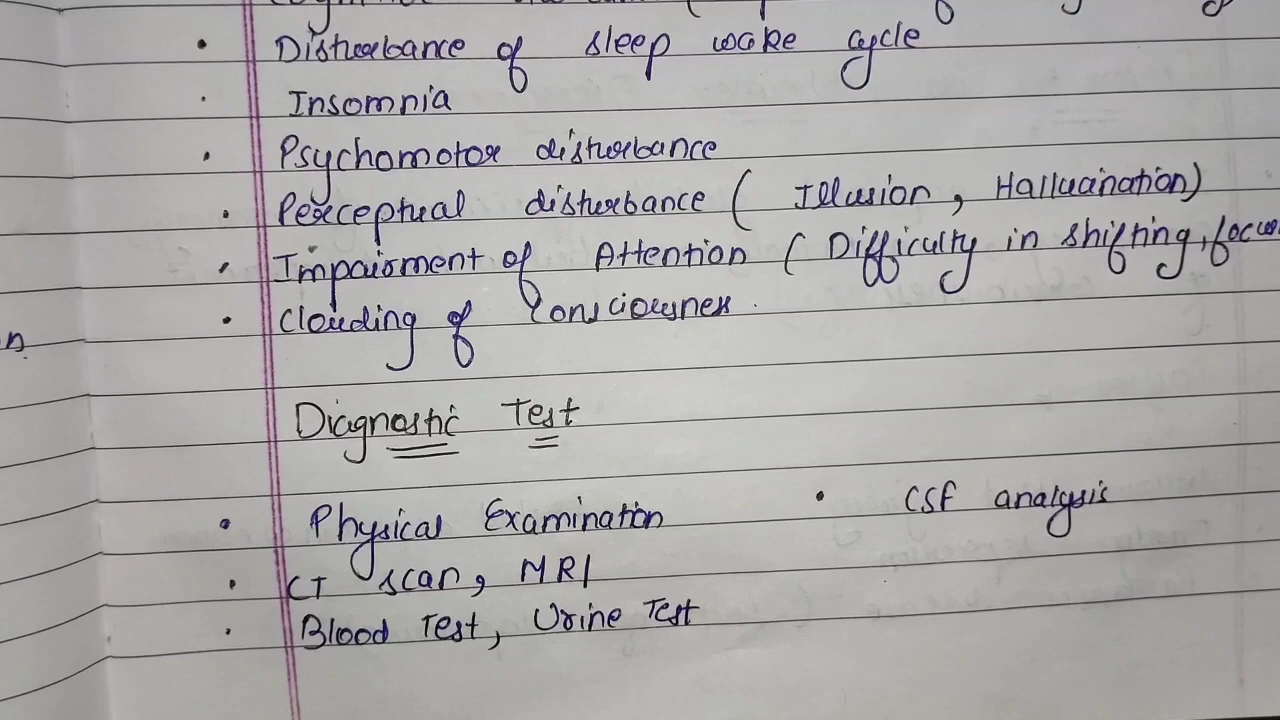 • Disturbance of sleep wake cycle
• Insomnia
• Psychomotor disturbance
• Perceptual disturbance ( Illusion, Hallucination)
• Impairment of Attention ( Difficulty in shifting, focus
• Clouding of Consciousness.
Diagnostic Test
• Physical Examination • CSF analysis
• CT scan, MRI
• Blood Test, Urine Test